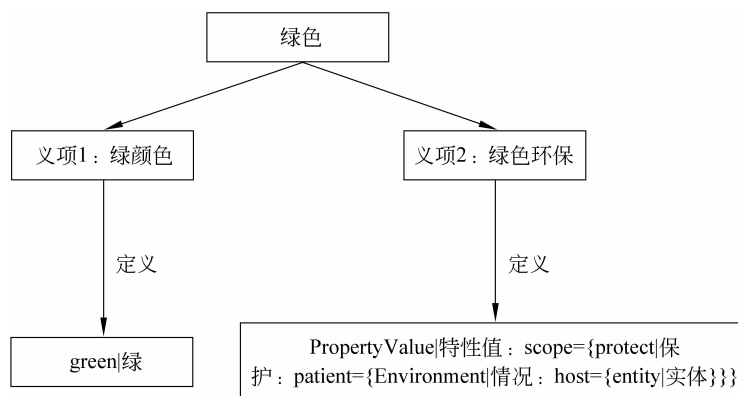 绿色
义项1：绿颜色
义项2：绿色环保
定义
定义
green|绿
PropertyValue|特性值：scope={protect|保
护：patient={Environment|情况：host={entity|实体}}}